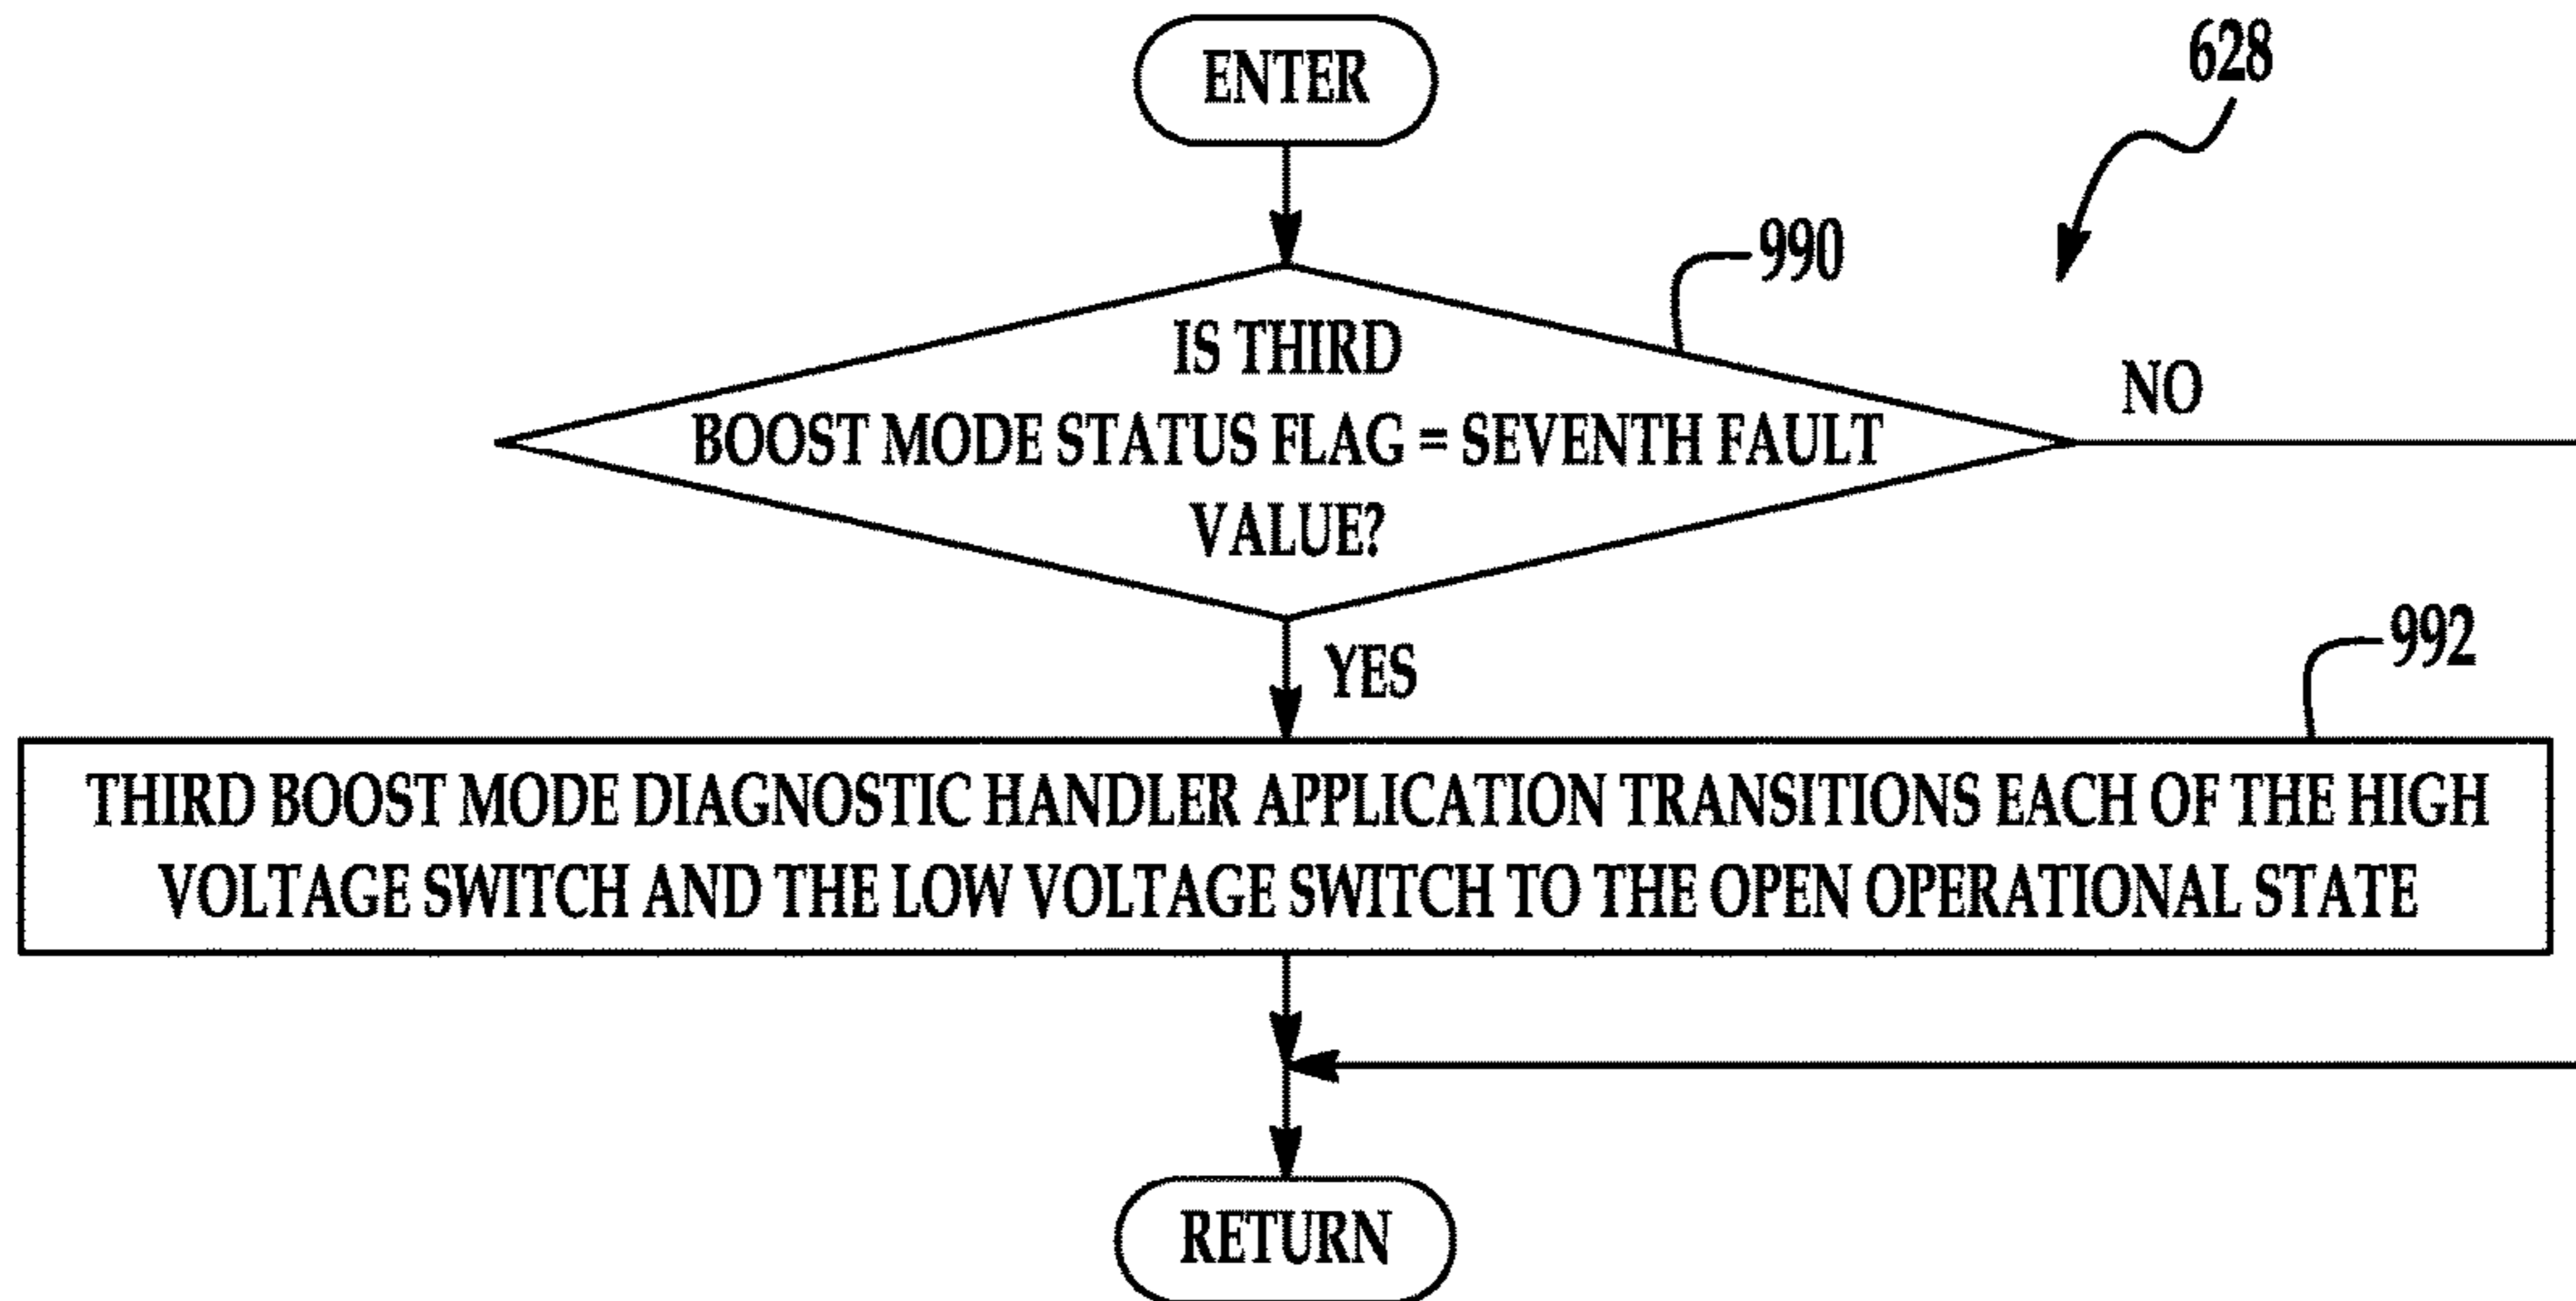 ENTER
628
990
IS THIRD
BOOST MODE STATUS FLAG = SEVENTH FAULT
VALUE?
NO
YES
992
THIRD BOOST MODE DIAGNOSTIC HANDLER APPLICATION TRANSITIONS EACH OF THE HIGH
VOLTAGE SWITCH AND THE LOW VOLTAGE SWITCH TO THE OPEN OPERATIONAL STATE
RETURN